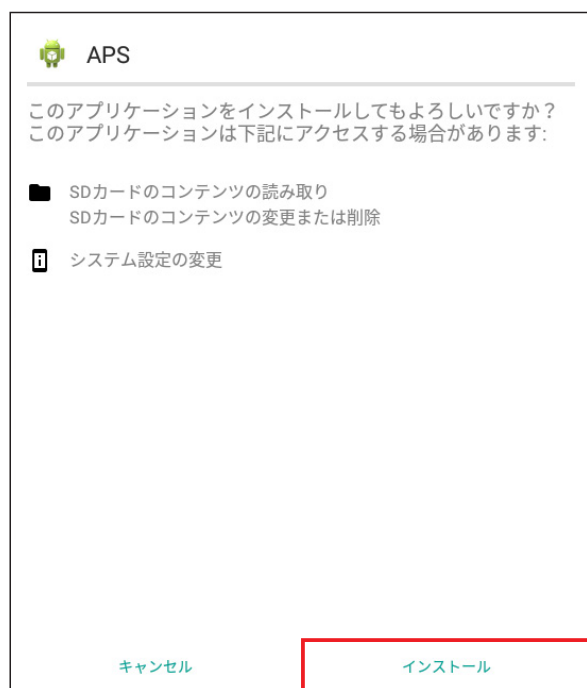 APS
このアプリケーションをインストールしてもよろしいですか？
このアプリケーションは下記にアクセスする場合があります:
SDカードのコンテンツの読み取り
SDカードのコンテンツの変更または削除
システム設定の変更
キャンセル
インストール